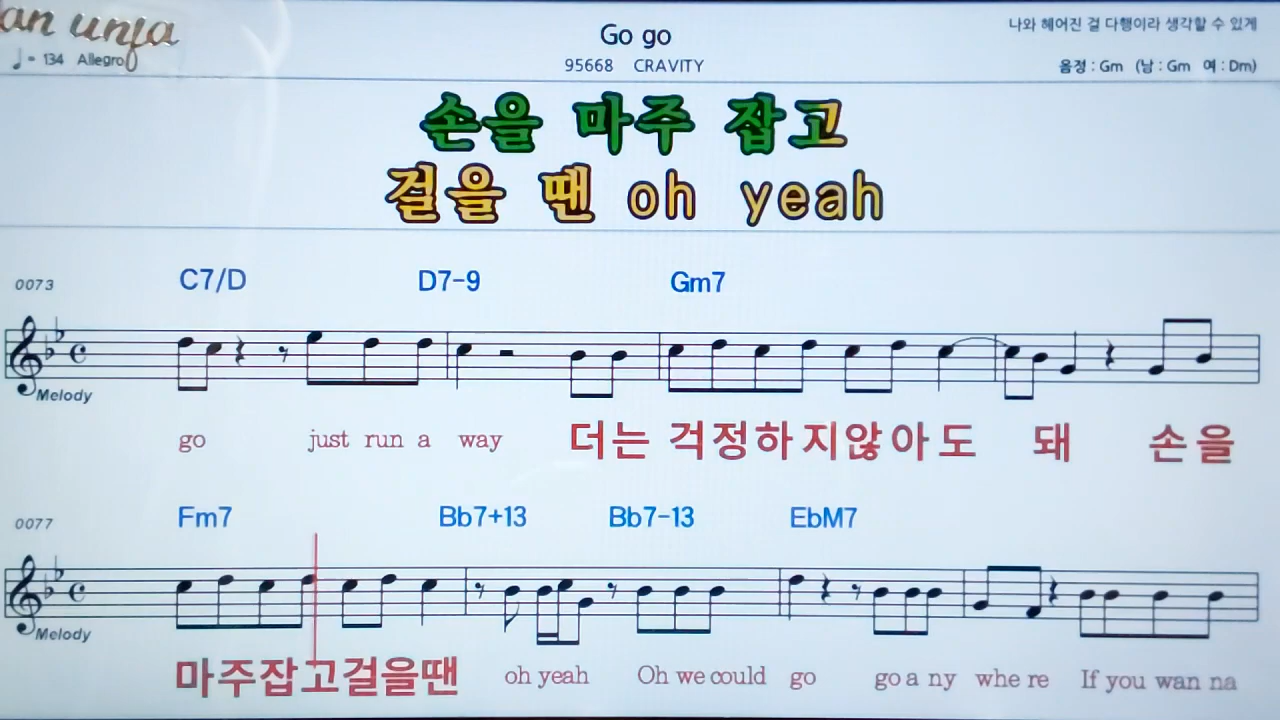 an unja
Go go
나와 헤어진 걸 다행이라 생각할 수 있게
♩= 134 Allegro
95668 CRAVITY
음정 : Gm (남 : Gm 여 : Dm)
손을 마주 잡고
걸을 땐 oh yeah
0073 C7/D D7-9 Gm7
Melody
go just run a way 더는 걱정하지않아도 돼 손을
0077 Fm7 Bb7+13 Bb7-13 EbM7
Melody
마주잡고걸을땐 oh yeah Oh we could go go a ny whe re If you wan na